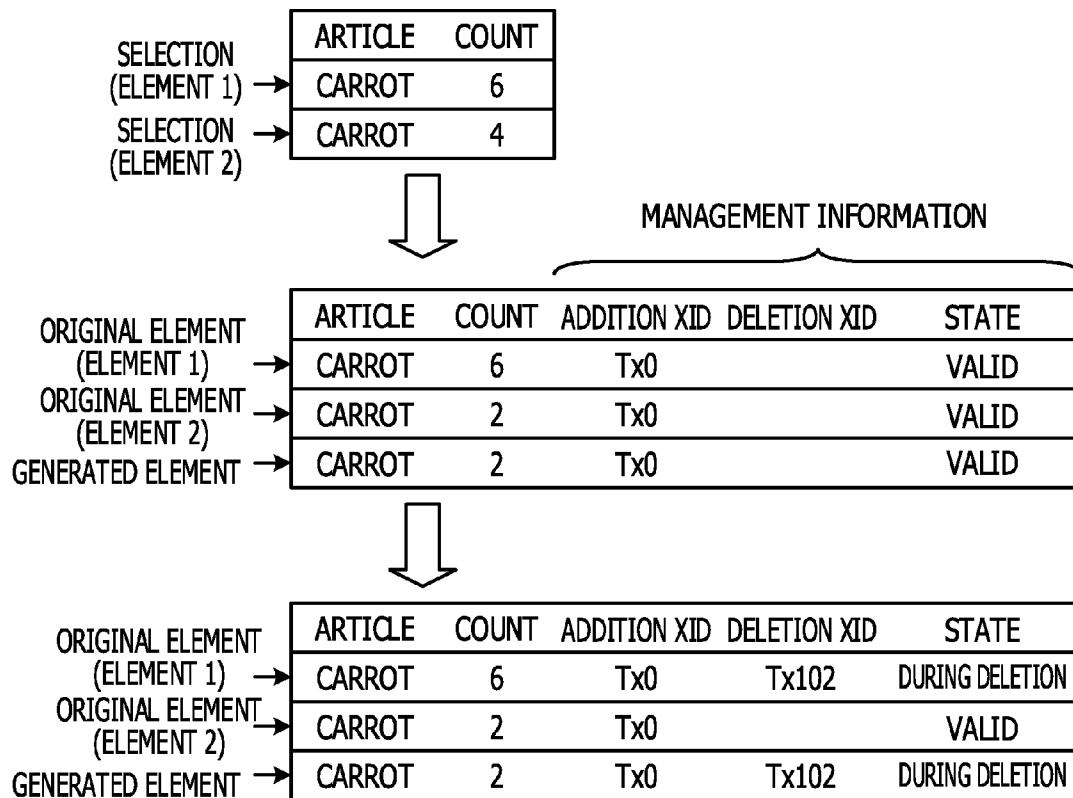 ARTICLE COUNT
SELECTION
(ELEMENT 1) CARROT 6
SELECTION
(ELEMENT 2) CARROT 4
MANAGEMENT INFORMATION
ARTICLE COUNT ADDITION XID DELETION XID STATE
ORIGINAL ELEMENT
(ELEMENT 1) CARROT 6 Tx0 VALID
ORIGINAL ELEMENT
(ELEMENT 2) CARROT 2 Tx0 VALID
GENERATED ELEMENT CARROT 2 Tx0 VALID
ARTICLE COUNT ADDITION XID DELETION XID STATE
ORIGINAL ELEMENT
(ELEMENT 1) CARROT 6 Tx0 Tx102 DURING DELETION
ORIGINAL ELEMENT
(ELEMENT 2) CARROT 2 Tx0 VALID
GENERATED ELEMENT CARROT 2 Tx0 Tx102 DURING DELETION